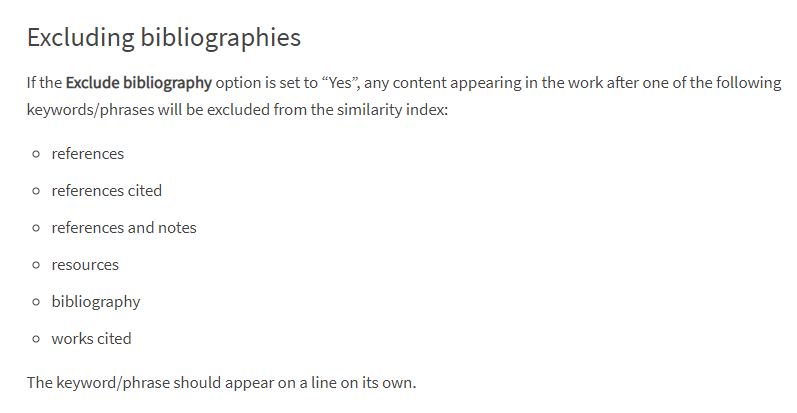 Excluding bibliographies
If the Exclude bibliography option is set to “Yes”, any content appearing in the work after one of the following
keywords/phrases will be excluded from the similarity index:
references
references cited
references and notes
resources
bibliography
works cited
The keyword/phrase should appear on a line on its own.